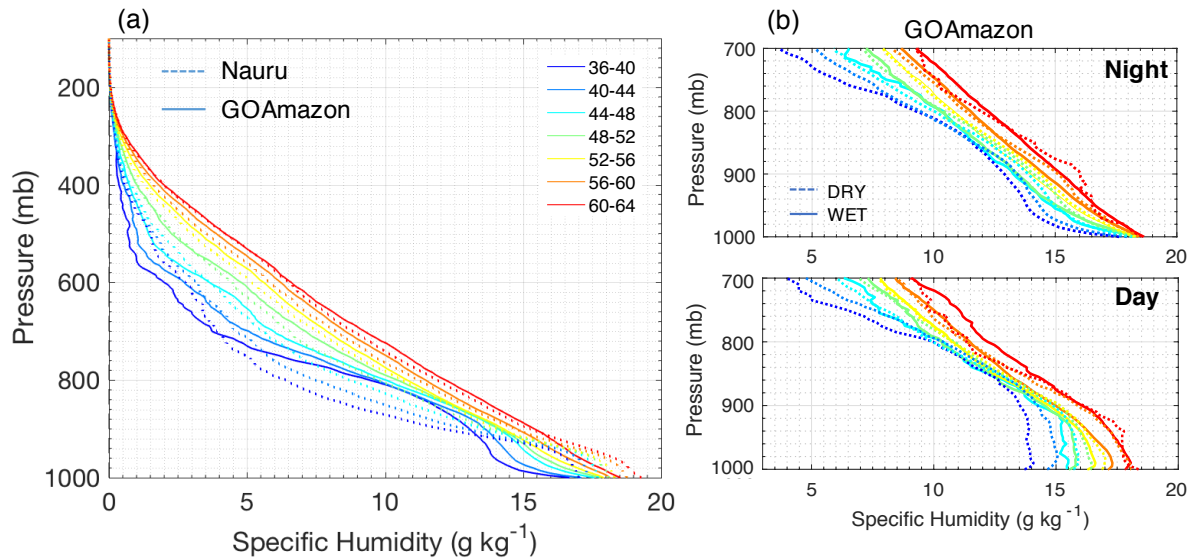 (a)
Nauru
GOAmazon
36-40
40-44
44-48
48-52
52-56
56-60
60-64
Pressure (mb)
200
400
600
800
1000
0
5
10
15
20
Specific Humidity (g kg-1)
(b)
GOAmazon
Night
Pressure (mb)
700
800
900
1000
DRY
WET
5
10
15
20
Day
Pressure (mb)
700
800
900
1000
5
10
15
20
Specific Humidity (g kg-1)